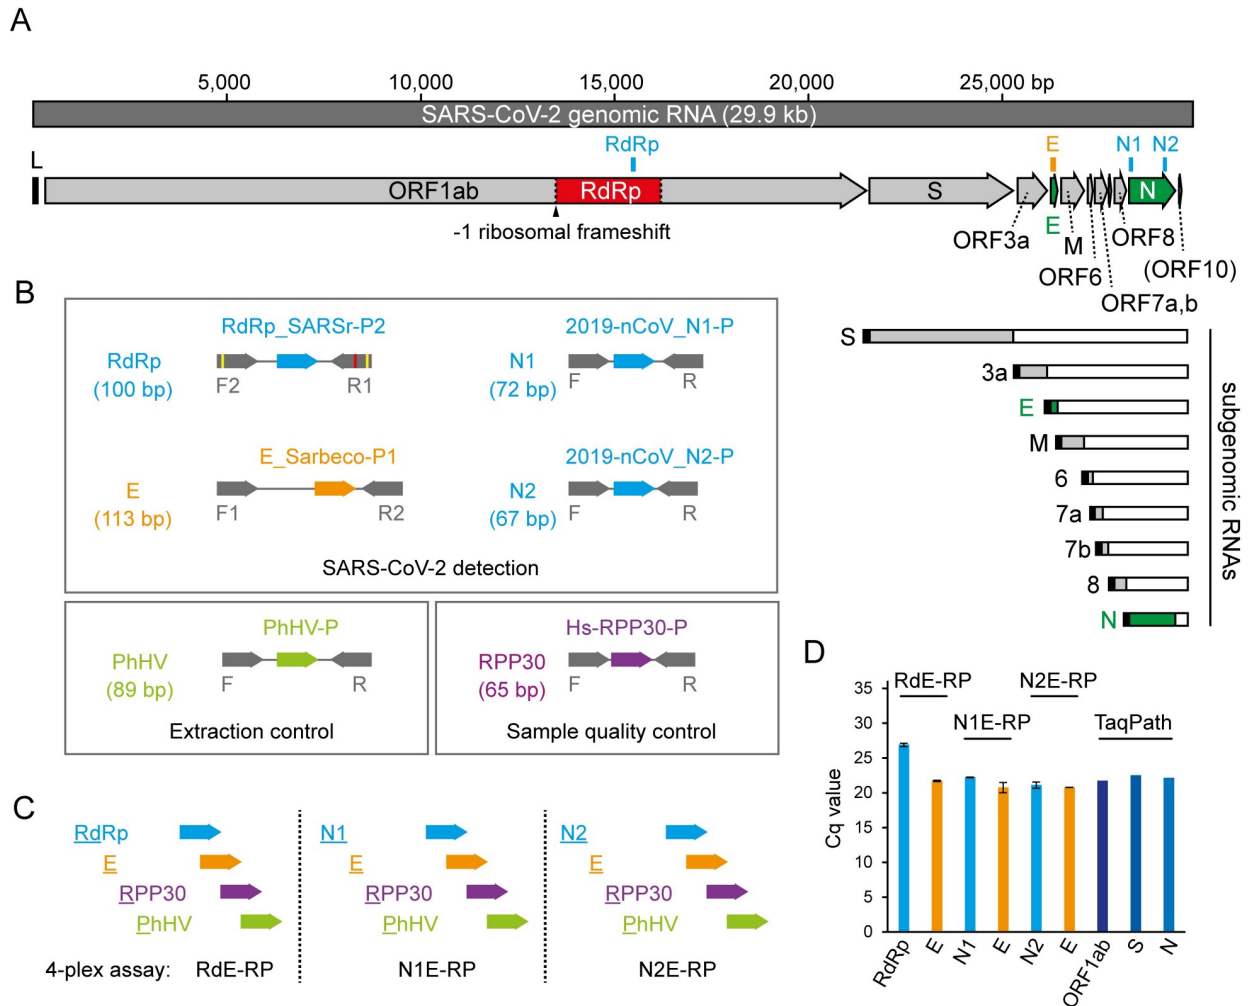 A
5,000 10,000 15,000 20,000 25,000 bp
SARS-CoV-2 genomic RNA (29.9 kb)
RdRp E N1 N2
L
ORF1ab RdRp S N
-1 ribosomal frameshift
ORF3a E M ORF8
ORF6 (ORF10)
ORF7a,b
B
RdRp_SARSr-P2
RdRp
(100 bp)
F2 R1
2019-nCoV_N1-P
N1
(72 bp)
F R
E_Sarbeco-P1
E
(113 bp)
F1 R2
2019-nCoV_N2-P
N2
(67 bp)
F R
SARS-CoV-2 detection
PhHV-P
PhHV
(89 bp)
F R
Extraction control
Hs-RPP30-P
RPP30
(65 bp)
F R
Sample quality control
S
3a
E
M
6
7a
7b
8
N
subgenomic RNAs
C
RdRp
E
RPP30
PhHV
N1
E
RPP30
PhHV
N2
E
RPP30
PhHV
4-plex assay: RdE-RP N1E-RP N2E-RP
D
RdE-RP N2E-RP
N1E-RP TaqPath
Cq value
35
30
25
20
15
10
5
0
RdRp E N1 E N2 E ORF1ab S N